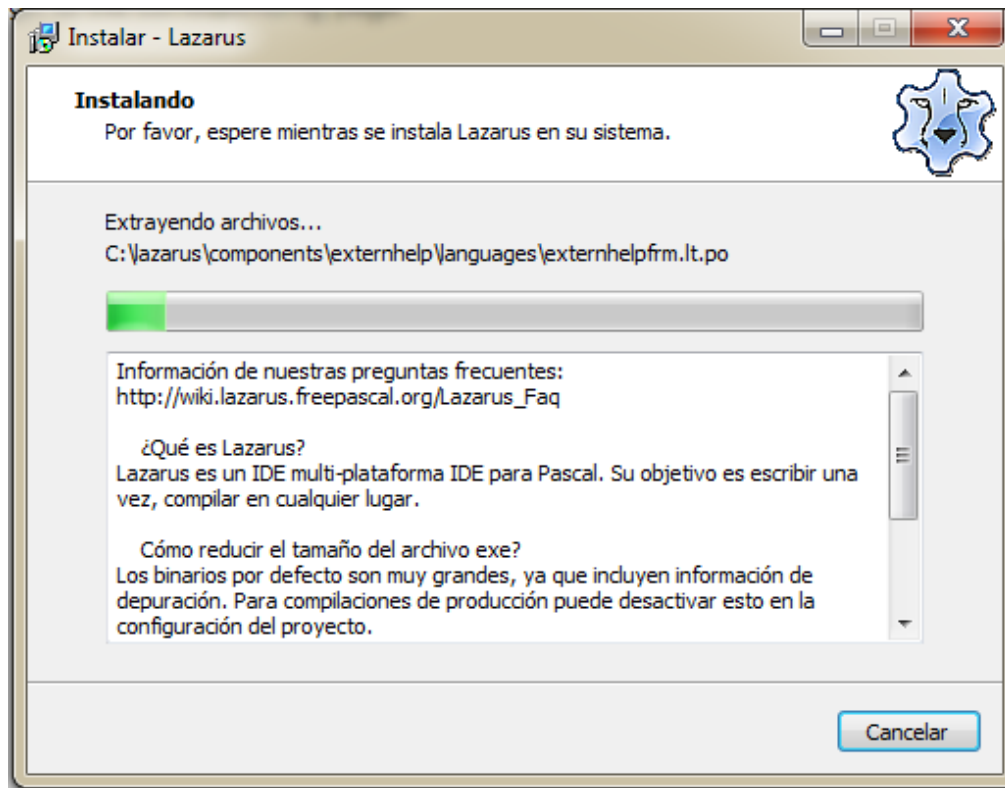 Instalar - Lazarus
Instalando
Por favor, espere mientras se instala Lazarus en su sistema.
Extrayendo archivos...
C:\lazarus\components\externhelp\languages\externhelpfrm.lt.po
Información de nuestras preguntas frecuentes:
http://wiki.lazarus.freepascal.org/Lazarus_Faq
¿Qué es Lazarus?
Lazarus es un IDE multi-plataforma IDE para Pascal. Su objetivo es escribir una
vez, compilar en cualquier lugar.
Cómo reducir el tamaño del archivo exe?
Los binarios por defecto son muy grandes, ya que incluyen información de
depuración. Para compilaciones de producción puede desactivar esto en la
configuración del proyecto.
Cancelar